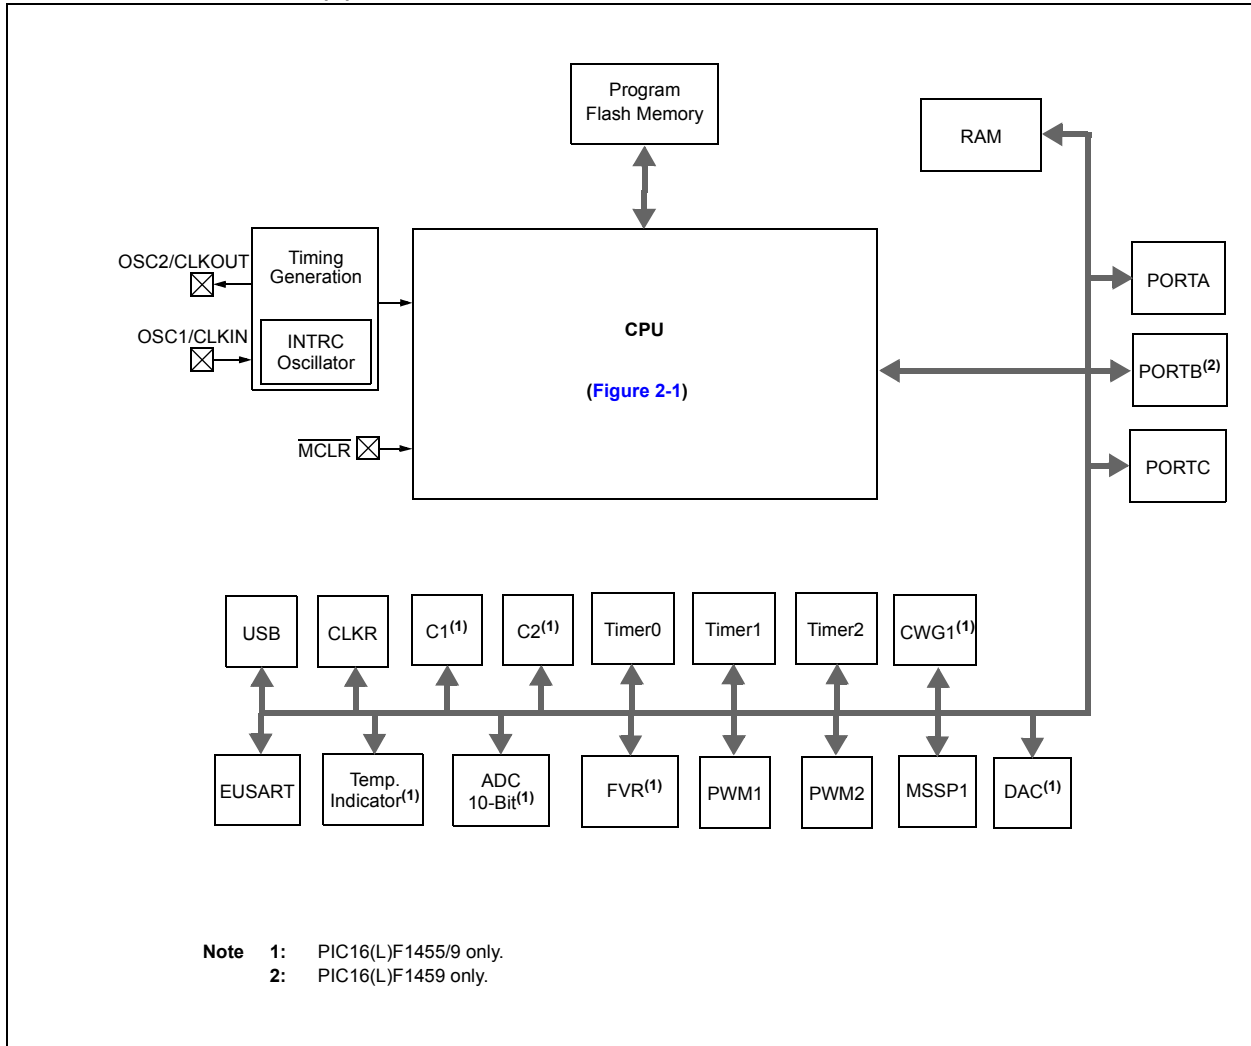 Program
Flash Memory
RAM
OSC2/CLKOUT
Timing
Generation
PORTA
OSC1/CLKIN
INTRC
Oscillator
CPU
PORTB(2)
(Figure 2-1)
MCLR
PORTC
USB
CLKR
C1(1)
C2(1)
Timer0
Timer1
Timer2
CWG1(1)
EUSART
Temp.
Indicator(1)
ADC
10-Bit(1)
FVR(1)
PWM1
PWM2
MSSP1
DAC(1)
Note 1: PIC16(L)F1455/9 only.
2: PIC16(L)F1459 only.